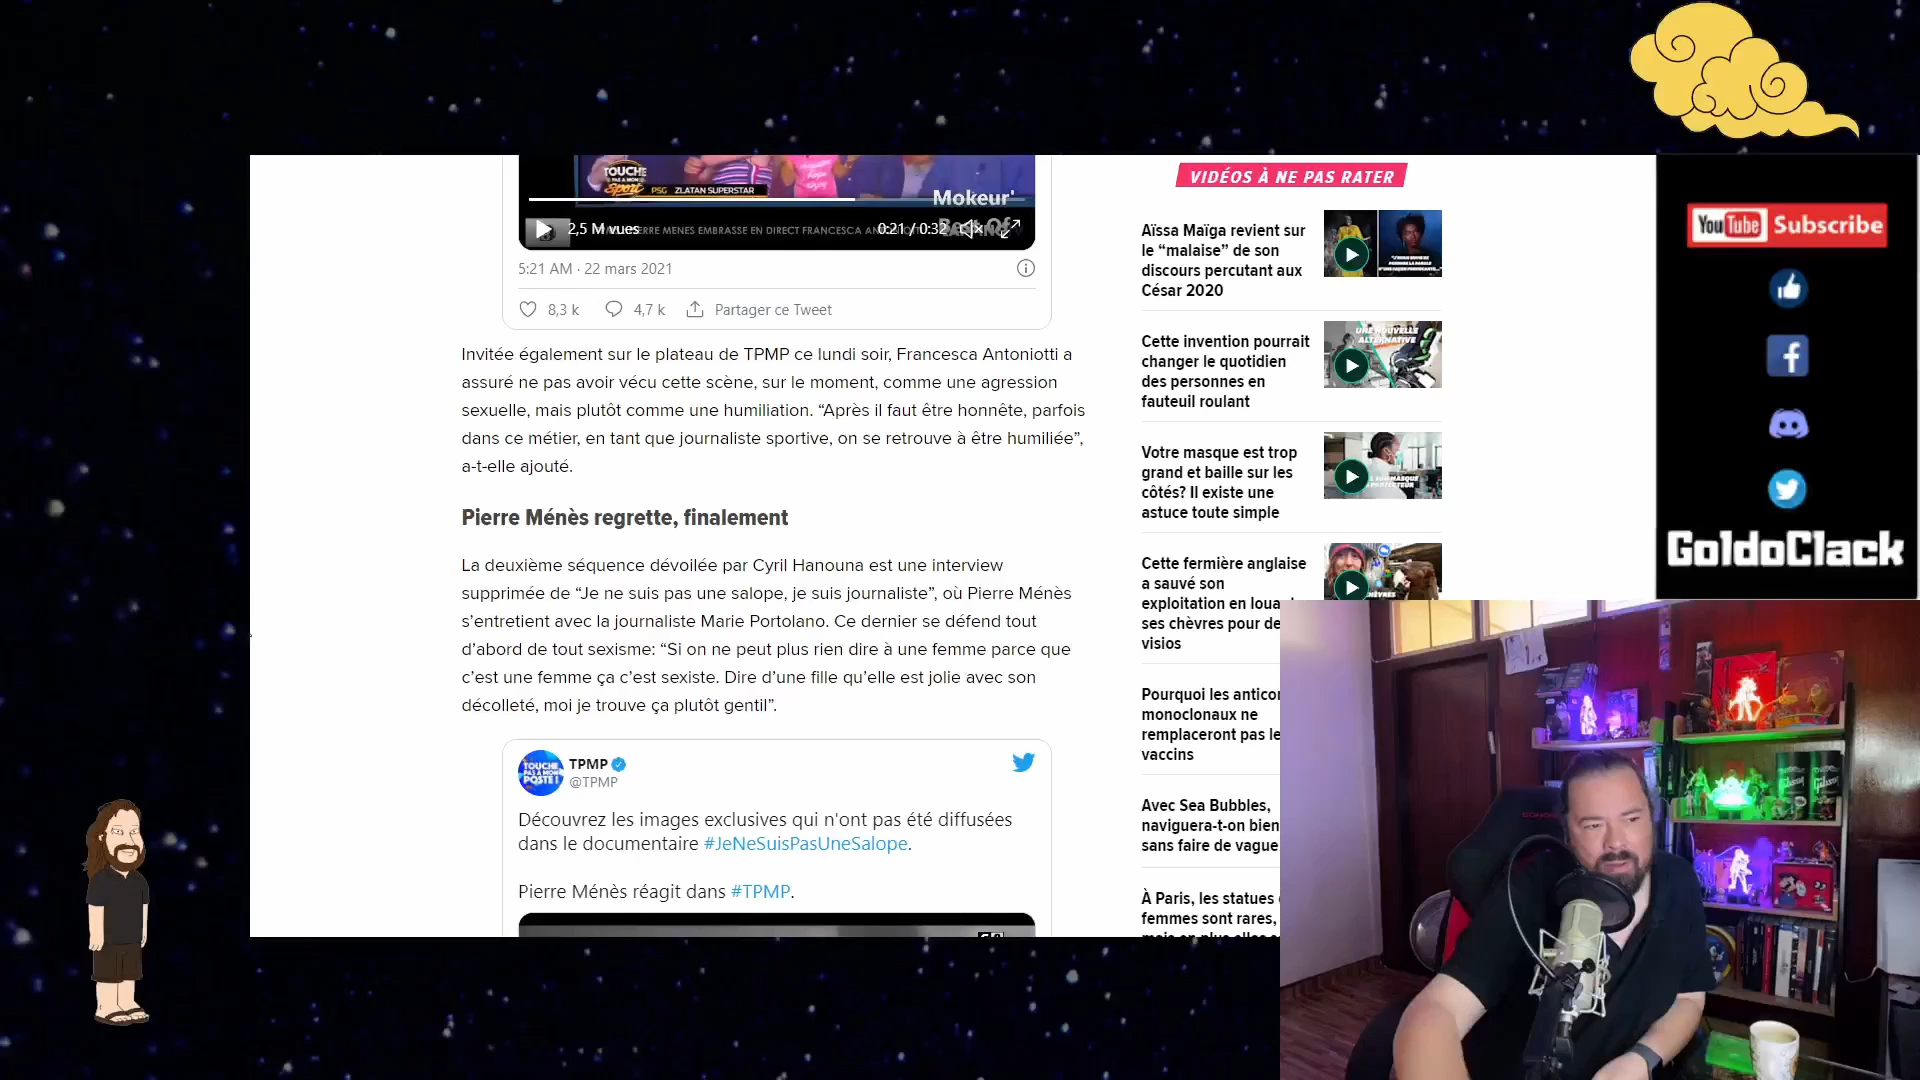 TOUCHE
PAS A MON
Sport
PSG ZLATAN SUPERSTAR
Mokeur'
Best Of
2,5 M vues
0:21 / 0:32
5:21 AM · 22 mars 2021
8,3 k
4,7 k
Partager ce Tweet
Invitée également sur le plateau de TPMP ce lundi soir, Francesca Antoniotti a
assuré ne pas avoir vécu cette scène, sur le moment, comme une agression
sexuelle, mais plutôt comme une humiliation. “Après il faut être honnête, parfois
dans ce métier, en tant que journaliste sportive, on se retrouve à être humiliée”,
a-t-elle ajouté.
Pierre Ménès regrette, finalement
La deuxième séquence dévoilée par Cyril Hanouna est une interview
supprimée de “Je ne suis pas une salope, je suis journaliste”, où Pierre Ménès
s’entretient avec la journaliste Marie Portolano. Ce dernier se défend tout
d’abord de tout sexisme: “Si on ne peut plus rien dire à une femme parce que
c’est une femme ça c’est sexiste. Dire d’une fille qu’elle est jolie avec son
décolleté, moi je trouve ça plutôt gentil”.
TOUCHE
PAS A MON
POSTE!
TPMP
@TPMP
Découvrez les images exclusives qui n'ont pas été diffusées
dans le documentaire #JeNeSuisPasUneSalope.
Pierre Ménès réagit dans #TPMP.
VIDÉOS À NE PAS RATER
Aïssa Maïga revient sur
le “malaise” de son
discours percutant aux
César 2020
Cette invention pourrait
changer le quotidien
des personnes en
fauteuil roulant
UNE NOUVELLE
ALTERNATIVE
Votre masque est trop
grand et baille sur les
côtés? Il existe une
astuce toute simple
Cette fermière anglaise
a sauvé son
exploitation en loua
ses chèvres pour de
visios
Pourquoi les antico
monoclonaux ne
remplaceront pas le
vaccins
Avec Sea Bubbles,
naviguera-t-on bien
sans faire de vague
À Paris, les statues
femmes sont rares,
YouTube Subscribe
GoldoClack